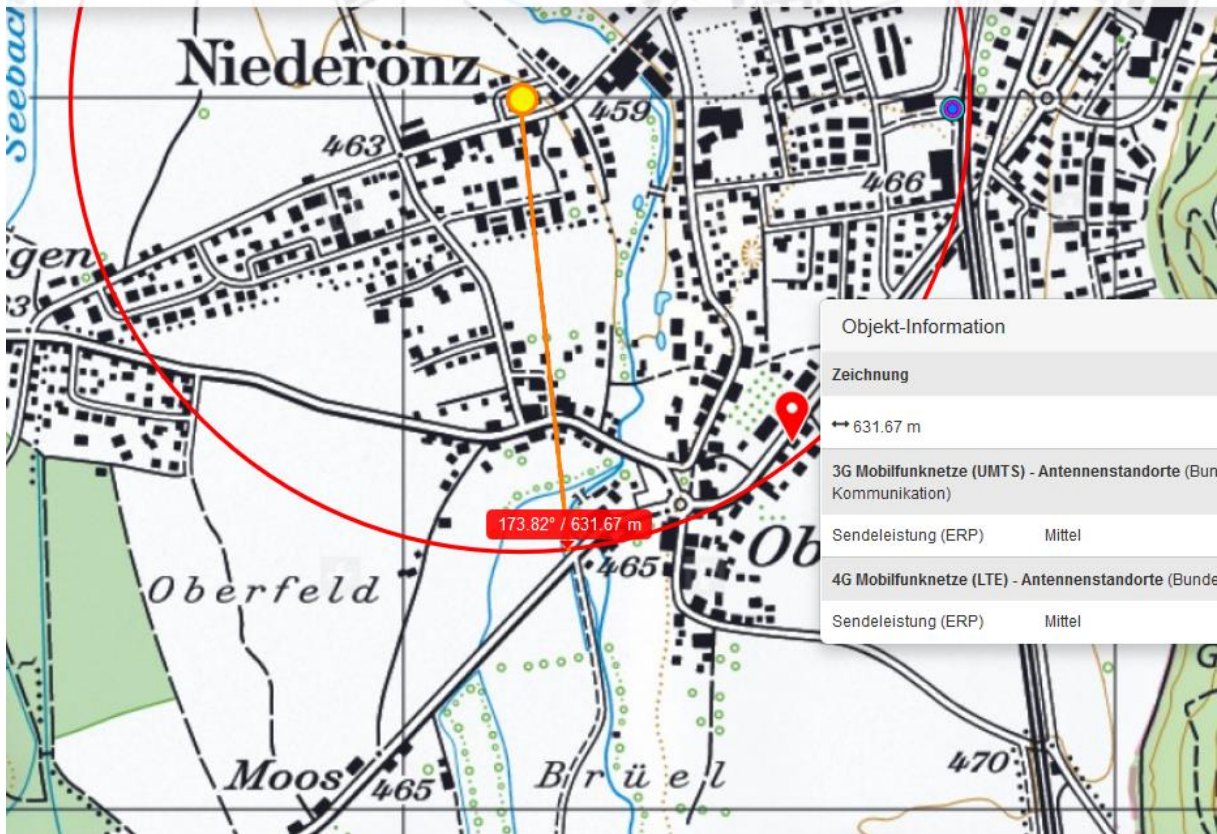 Seebach
Niederönz
459
463
466
gen
63
Objekt-Information
Zeichnung
↔ 631.67 m
3G Mobilfunknetze (UMTS) - Antennenstandorte (Bun
Kommunikation)
Sendeleistung (ERP) Mittel
4G Mobilfunknetze (LTE) - Antennenstandorte (Bunde
Sendeleistung (ERP) Mittel
173.82° / 631.67 m
Ob
465
Oberfeld
G
Moos
465
Brüel
470